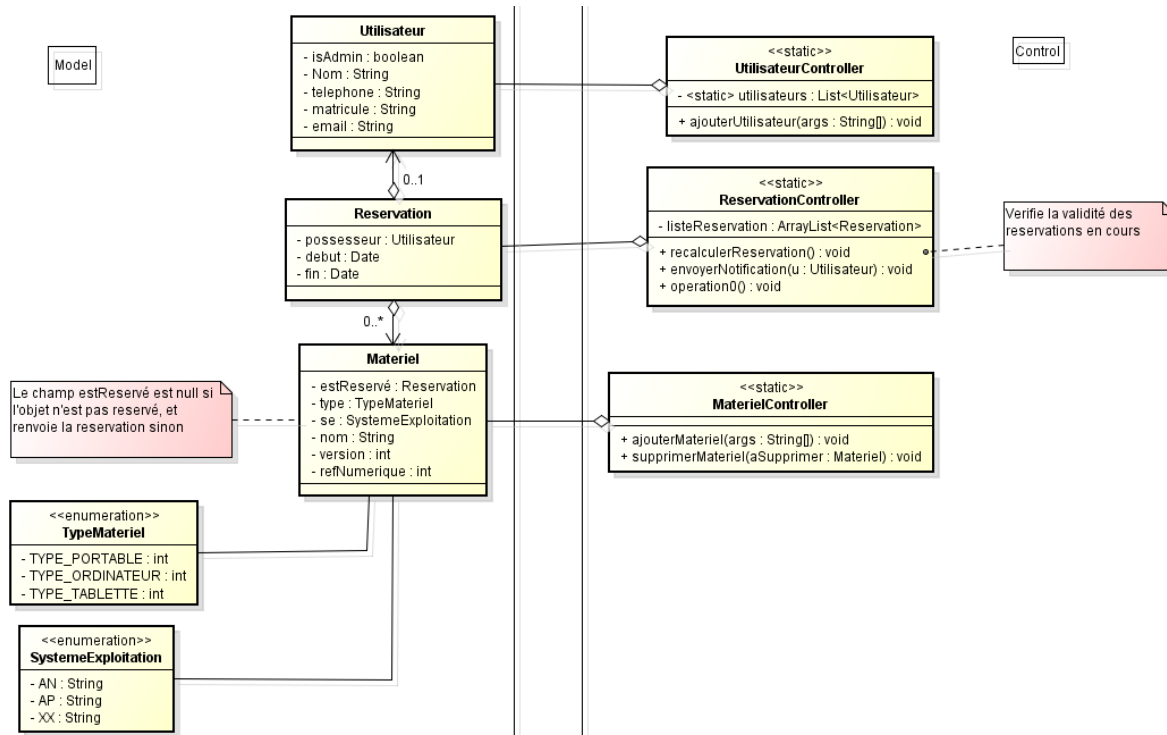 Model
Utilisateur
- isAdmin : boolean
- Nom : String
- telephone : String
- matricule : String
- email : String
0..1
Reservation
- possesseur : Utilisateur
- debut : Date
- fin : Date
0..*
Materiel
- estReservé : Reservation
- type : TypeMateriel
- se : SystemeExploitation
- nom : String
- version : int
- refNumerique : int
Le champ estReservé est null si
l'objet n'est pas reservé, et
renvoie la reservation sinon
<<enumeration>>
TypeMateriel
- TYPE_PORTABLE : int
- TYPE_ORDINATEUR : int
- TYPE_TABLETTE : int
<<enumeration>>
SystemeExploitation
- AN : String
- AP : String
- XX : String
Control
<<static>>
UtilisateurController
- <static> utilisateurs : List<Utilisateur>
+ ajouterUtilisateur(args : String[]) : void
<<static>>
ReservationController
- listeReservation : ArrayList<Reservation>
+ recalculerReservation() : void
+ envoyerNotification(u : Utilisateur) : void
+ operation0() : void
Verifie la validité des
reservations en cours
<<static>>
MaterielController
+ ajouterMateriel(args : String[]) : void
+ supprimerMateriel(aSupprimer : Materiel) : void